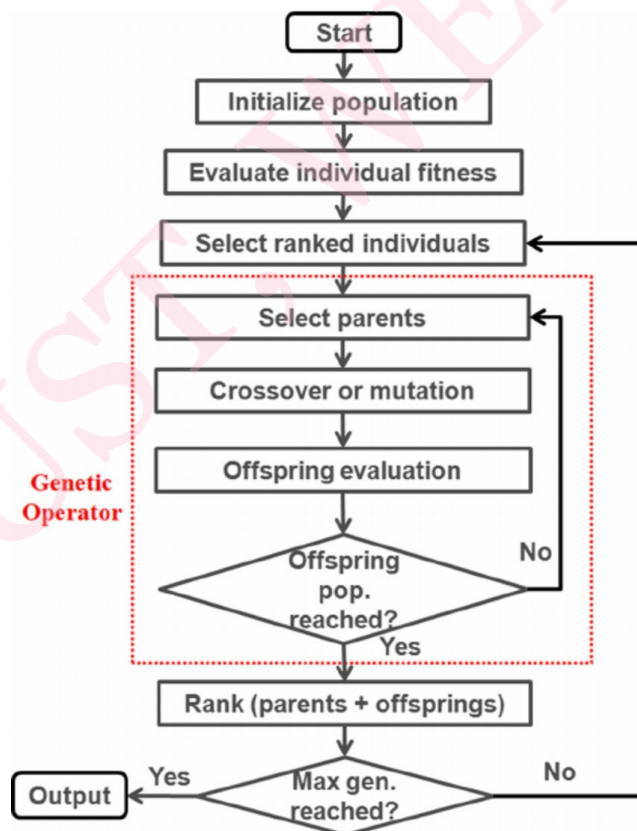 Start
Initialize population
Evaluate individual fitness
Select ranked individuals
Select parents
Crossover or mutation
Offspring evaluation
Genetic
Operator
Offspring
pop.
reached?
No
Yes
Rank (parents + offsprings)
Max gen.
reached?
Yes
No
Output